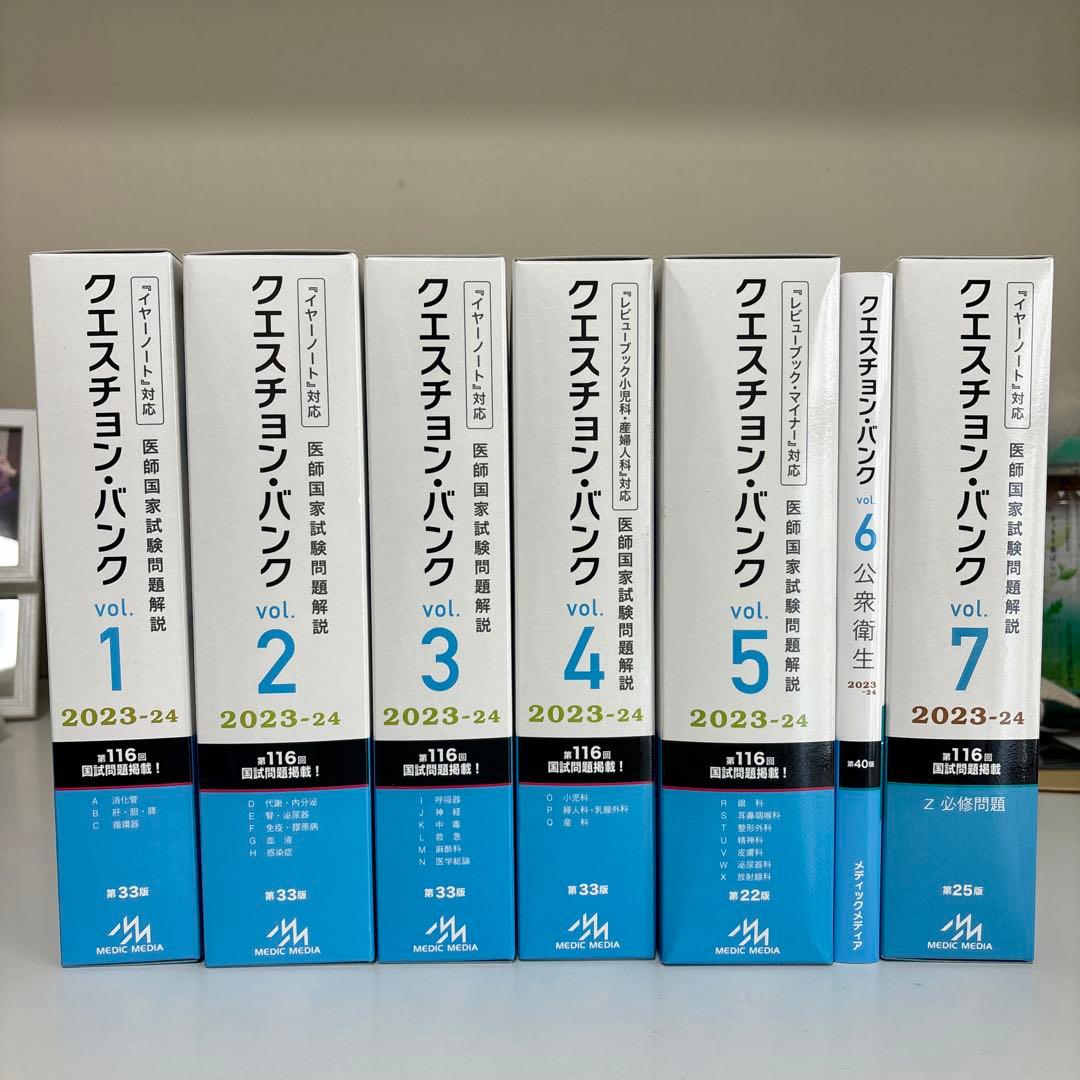 『イヤーノート』対応
クエスチョン・バンク
医師国家試験問題解説
vol.
1
2023-24
第116回
国試問題掲載！
A 消化管
B 肝・胆・膵
C 循環器
第33版
MEDIC MEDIA
『イヤーノート』対応
クエスチョン・バンク
医師国家試験問題解説
vol.
2
2023-24
第116回
国試問題掲載！
D 代謝・内分泌
E 腎・泌尿器
F 免疫・膠原病
G 血液
H 感染症
第33版
MEDIC MEDIA
『イヤーノート』対応
クエスチョン・バンク
医師国家試験問題解説
vol.
3
2023-24
第116回
国試問題掲載！
I 呼吸器
J 神経
K 中毒
L 救急
M 麻酔科
N 医学総論
第33版
MEDIC MEDIA
『レビューブック小児科・産婦人科』対応
クエスチョン・バンク
医師国家試験問題解説
vol.
4
2023-24
第116回
国試問題掲載！
O 小児科
P 婦人科・乳腺外科
Q 産科
第33版
MEDIC MEDIA
『レビューブック・マイナー』対応
クエスチョン・バンク
医師国家試験問題解説
vol.
5
2023-24
第116回
国試問題掲載！
R 眼科
S 耳鼻咽喉科
T 整形外科
U 精神科
V 皮膚科
W 泌尿器科
X 放射線科
第22版
MEDIC MEDIA
クエスチョン・バンク
vol.
6
公衆衛生
2023
-24
第40版
メディックメディア
『イヤーノート』対応
クエスチョン・バンク
医師国家試験問題解説
vol.
7
2023-24
第116回
国試問題掲載！
Z 必修問題
第25版
MEDIC MEDIA